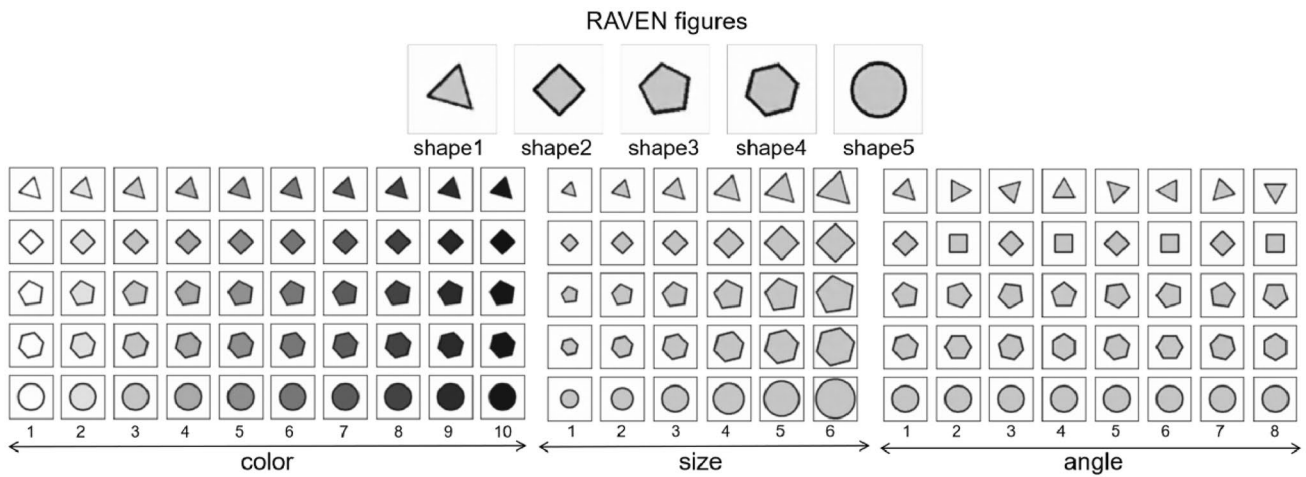 RAVEN figures
shape1 shape2 shape3 shape4 shape5
1 2 3 4 5 6 7 8 9 10 1 2 3 4 5 6 1 2 3 4 5 6 7 8
color size angle